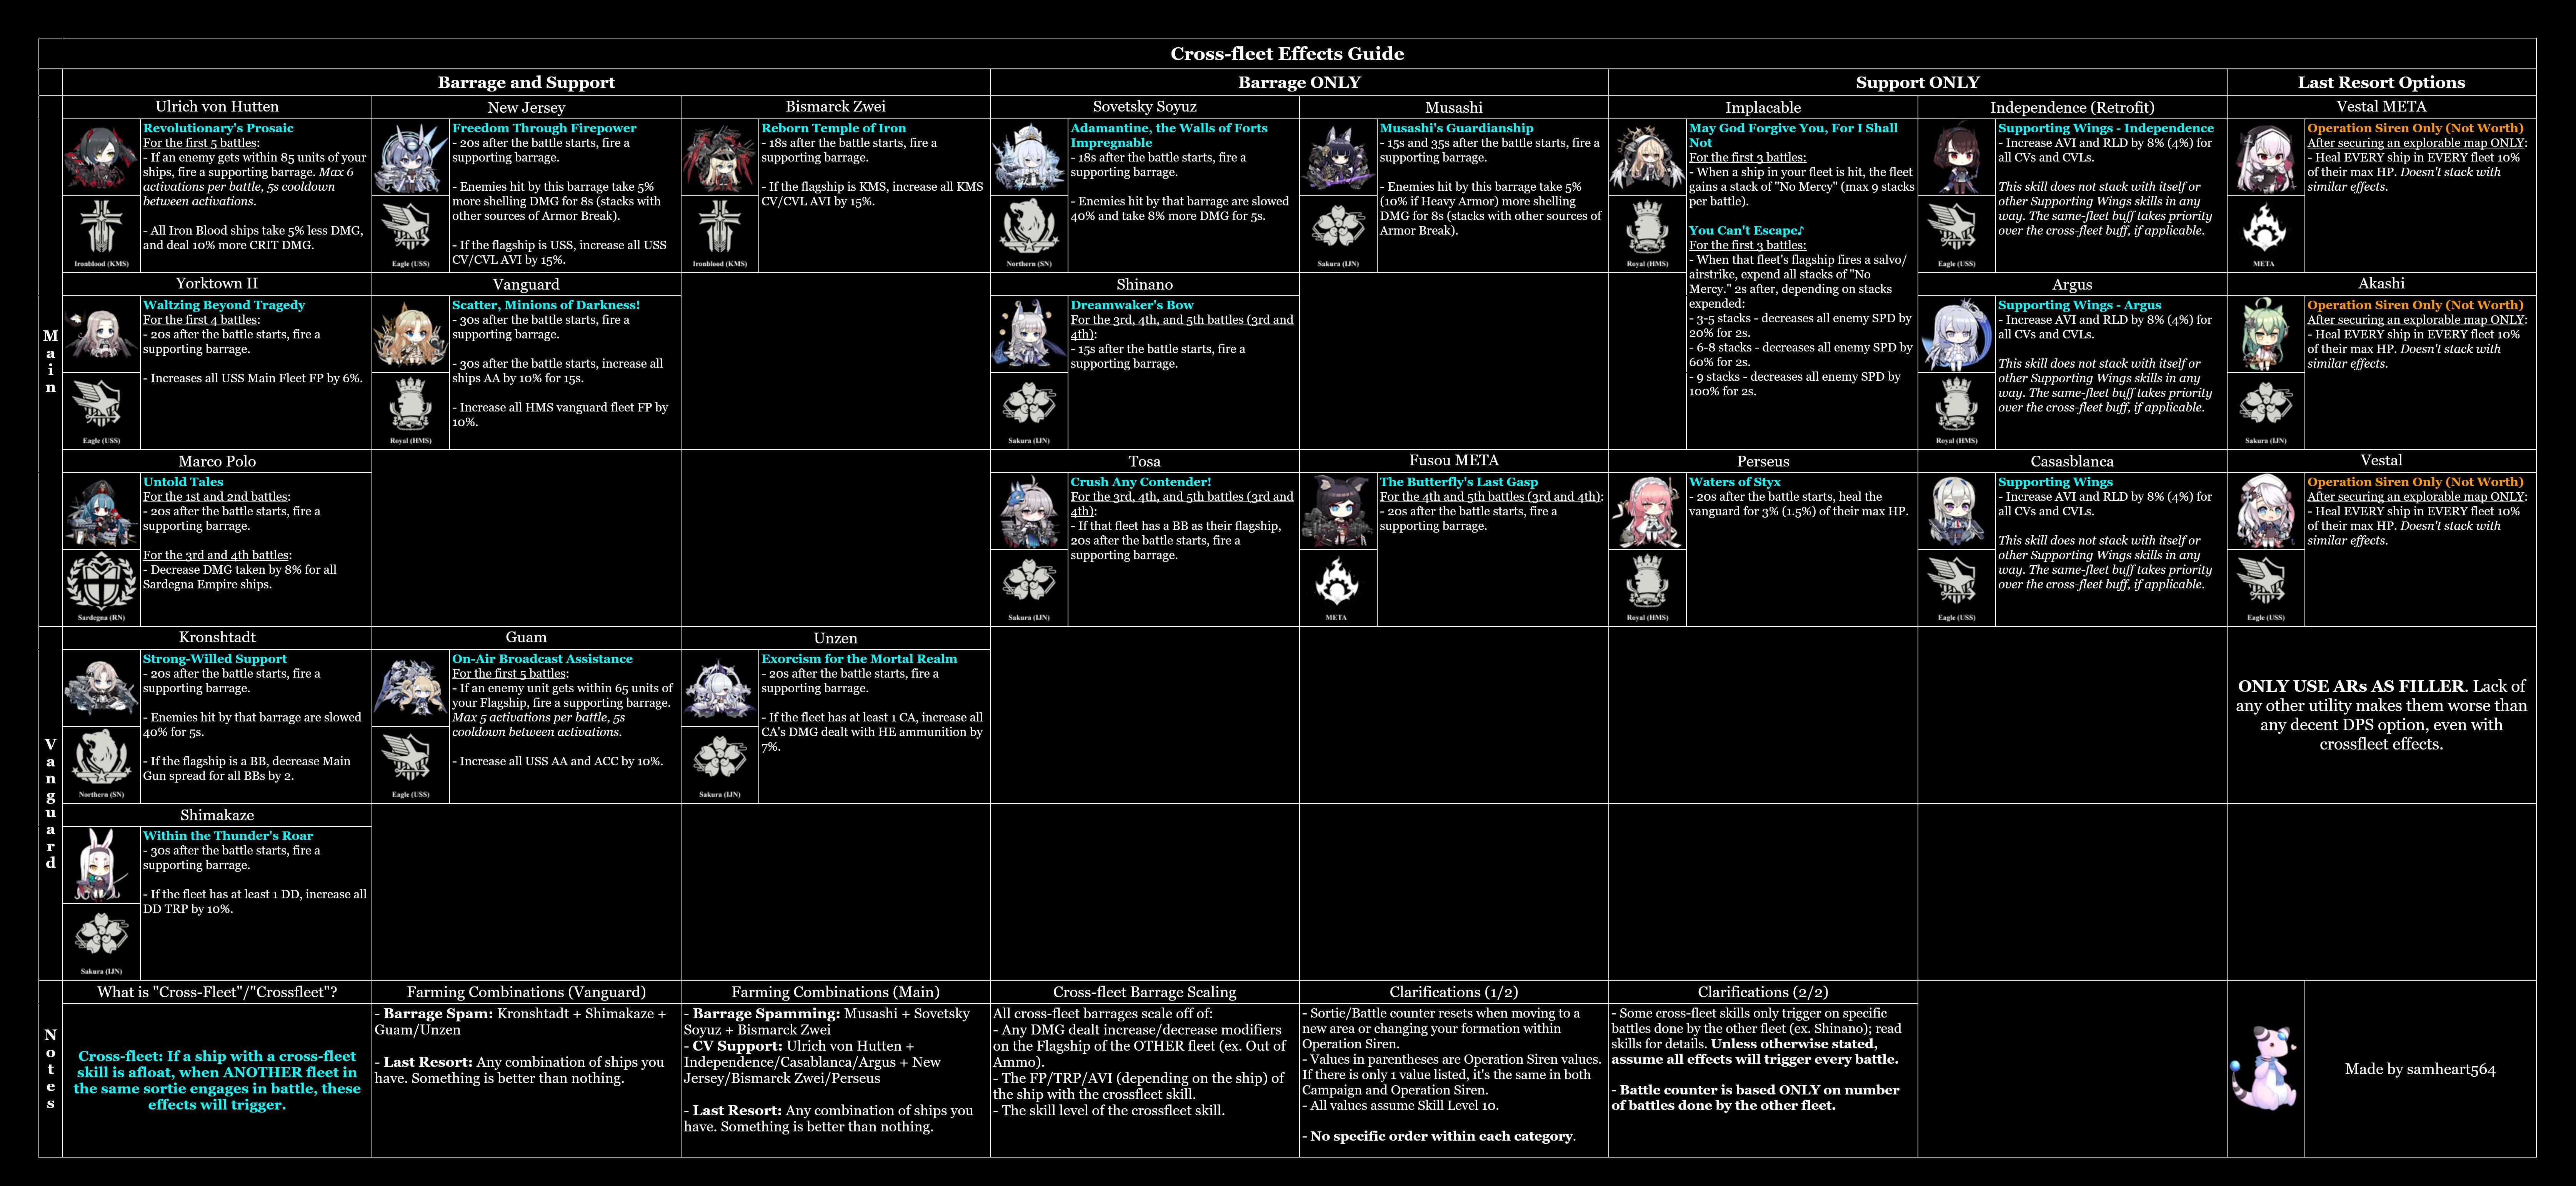 Cross-fleet Effects Guide
Barrage and Support
Barrage ONLY
Support ONLY
Last Resort Options
Main
Ulrich von Hutten
Revolutionary's Prosaic
For the first 5 battles:
- If an enemy gets within 85 units of your
ships, fire a supporting barrage. Max 6
activations per battle, 5s cooldown
between activations.
- All Iron Blood ships take 5% less DMG,
and deal 10% more CRIT DMG.
Ironblood (KMS)
New Jersey
Freedom Through Firepower
- 20s after the battle starts, fire a
supporting barrage.
- Enemies hit by this barrage take 5%
more shelling DMG for 8s (stacks with
other sources of Armor Break).
- If the flagship is USS, increase all USS
CV/CVL AVI by 15%.
Eagle (USS)
Bismarck Zwei
Reborn Temple of Iron
- 18s after the battle starts, fire a
supporting barrage.
- If the flagship is KMS, increase all KMS
CV/CVL AVI by 15%.
Ironblood (KMS)
Sovetsky Soyuz
Adamantine, the Walls of Forts
Impregnable
- 18s after the battle starts, fire a
supporting barrage.
- Enemies hit by that barrage are slowed
40% and take 8% more DMG for 5s.
Northern (SN)
Musashi
Musashi's Guardianship
- 15s and 35s after the battle starts, fire a
supporting barrage.
- Enemies hit by this barrage take 5%
(10% if Heavy Armor) more shelling
DMG for 8s (stacks with other sources of
Armor Break).
Sakura (IJN)
Implacable
May God Forgive You, For I Shall
Not
For the first 3 battles:
- When a ship in your fleet is hit, the fleet
gains a stack of "No Mercy" (max 9 stacks
per battle).
You Can't Escape♪
For the first 3 battles:
- When that fleet's flagship fires a salvo/
airstrike, expend all stacks of "No
Mercy." 2s after, depending on stacks
expended:
- 3-5 stacks - decreases all enemy SPD by
20% for 2s.
- 6-8 stacks - decreases all enemy SPD by
60% for 2s.
- 9 stacks - decreases all enemy SPD by
100% for 2s.
Royal (HMS)
Independence (Retrofit)
Supporting Wings - Independence
- Increase AVI and RLD by 8% (4%) for
all CVs and CVLs.
This skill does not stack with itself or
other Supporting Wings skills in any
way. The same-fleet buff takes priority
over the cross-fleet buff, if applicable.
Eagle (USS)
Vestal META
Operation Siren Only (Not Worth)
After securing an explorable map ONLY:
- Heal EVERY ship in EVERY fleet 10%
of their max HP. Doesn't stack with
similar effects.
META
Yorktown II
Waltzing Beyond Tragedy
For the first 4 battles:
- 20s after the battle starts, fire a
supporting barrage.
- Increases all USS Main Fleet FP by 6%.
Eagle (USS)
Vanguard
Scatter, Minions of Darkness!
- 30s after the battle starts, fire a
supporting barrage.
- 30s after the battle starts, increase all
ships AA by 10% for 15s.
- Increase all HMS vanguard fleet FP by
10%.
Royal (HMS)
Shinano
Dreamwaker's Bow
For the 3rd, 4th, and 5th battles (3rd and
4th):
- 15s after the battle starts, fire a
supporting barrage.
Sakura (IJN)
Argus
Supporting Wings - Argus
- Increase AVI and RLD by 8% (4%) for
all CVs and CVLs.
This skill does not stack with itself or
other Supporting Wings skills in any
way. The same-fleet buff takes priority
over the cross-fleet buff, if applicable.
Royal (HMS)
Akashi
Operation Siren Only (Not Worth)
After securing an explorable map ONLY:
- Heal EVERY ship in EVERY fleet 10%
of their max HP. Doesn't stack with
similar effects.
Sakura (IJN)
Marco Polo
Untold Tales
For the 1st and 2nd battles:
- 20s after the battle starts, fire a
supporting barrage.
For the 3rd and 4th battles:
- Decrease DMG taken by 8% for all
Sardegna Empire ships.
Sardegna (RN)
Tosa
Crush Any Contender!
For the 3rd, 4th, and 5th battles (3rd and
4th):
- If that fleet has a BB as their flagship,
20s after the battle starts, fire a
supporting barrage.
Sakura (IJN)
Fusou META
The Butterfly's Last Gasp
For the 4th and 5th battles (3rd and 4th):
- 20s after the battle starts, fire a
supporting barrage.
META
Perseus
Waters of Styx
- 20s after the battle starts, heal the
vanguard for 3% (1.5%) of their max HP.
Royal (HMS)
Casasblanca
Supporting Wings
- Increase AVI and RLD by 8% (4%) for
all CVs and CVLs.
This skill does not stack with itself or
other Supporting Wings skills in any
way. The same-fleet buff takes priority
over the cross-fleet buff, if applicable.
Eagle (USS)
Vestal
Operation Siren Only (Not Worth)
After securing an explorable map ONLY:
- Heal EVERY ship in EVERY fleet 10%
of their max HP. Doesn't stack with
similar effects.
Eagle (USS)
Vanguard
Kronshtadt
Strong-Willed Support
- 20s after the battle starts, fire a
supporting barrage.
- Enemies hit by that barrage are slowed
40% for 5s.
- If the flagship is a BB, decrease Main
Gun spread for all BBs by 2.
Northern (SN)
Guam
On-Air Broadcast Assistance
For the first 5 battles:
- If an enemy unit gets within 65 units of
your Flagship, fire a supporting barrage.
Max 5 activations per battle, 5s
cooldown between activations.
- Increase all USS AA and ACC by 10%.
Eagle (USS)
Unzen
Exorcism for the Mortal Realm
- 20s after the battle starts, fire a
supporting barrage.
- If the fleet has at least 1 CA, increase all
CA's DMG dealt with HE ammunition by
7%.
Sakura (IJN)
ONLY USE ARs AS FILLER. Lack of
any other utility makes them worse than
any decent DPS option, even with
crossfleet effects.
Shimakaze
Within the Thunder's Roar
- 30s after the battle starts, fire a
supporting barrage.
- If the fleet has at least 1 DD, increase all
DD TRP by 10%.
Sakura (IJN)
Notes
What is "Cross-Fleet"/"Crossfleet"?
Cross-fleet: If a ship with a cross-fleet
skill is afloat, when ANOTHER fleet in
the same sortie engages in battle, these
effects will trigger.
Farming Combinations (Vanguard)
- Barrage Spam: Kronshtadt + Shimakaze +
Guam/Unzen
- Last Resort: Any combination of ships you
have. Something is better than nothing.
Farming Combinations (Main)
- Barrage Spamming: Musashi + Sovetsky
Soyuz + Bismarck Zwei
- CV Support: Ulrich von Hutten +
Independence/Casablanca/Argus + New
Jersey/Bismarck Zwei/Perseus
- Last Resort: Any combination of ships you
have. Something is better than nothing.
Cross-fleet Barrage Scaling
All cross-fleet barrages scale off of:
- Any DMG dealt increase/decrease modifiers
on the Flagship of the OTHER fleet (ex. Out of
Ammo).
- The FP/TRP/AVI (depending on the ship) of
the ship with the crossfleet skill.
- The skill level of the crossfleet skill.
Clarifications (1/2)
- Sortie/Battle counter resets when moving to a
new area or changing your formation within
Operation Siren.
- Values in parentheses are Operation Siren values.
If there is only 1 value listed, it's the same in both
Campaign and Operation Siren.
- All values assume Skill Level 10.
- No specific order within each category.
Clarifications (2/2)
- Some cross-fleet skills only trigger on specific
battles done by the other fleet (ex. Shinano); read
skills for details. Unless otherwise stated,
assume all effects will trigger every battle.
- Battle counter is based ONLY on number
of battles done by the other fleet.
Made by samheart564